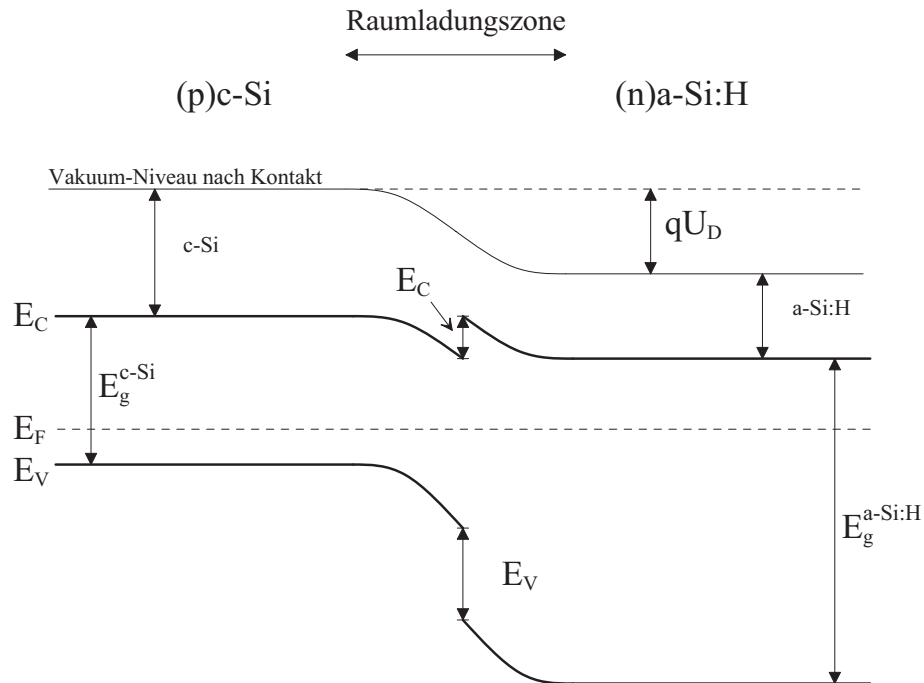 Raumladungszone
(p)c-Si (n)a-Si:H
Vakuum-Niveau nach Kontakt
c-Si
qU_D
E_C
a-Si:H
E_C
E_g^c-Si
E_F
E_V
E_g^a-Si:H
E_V